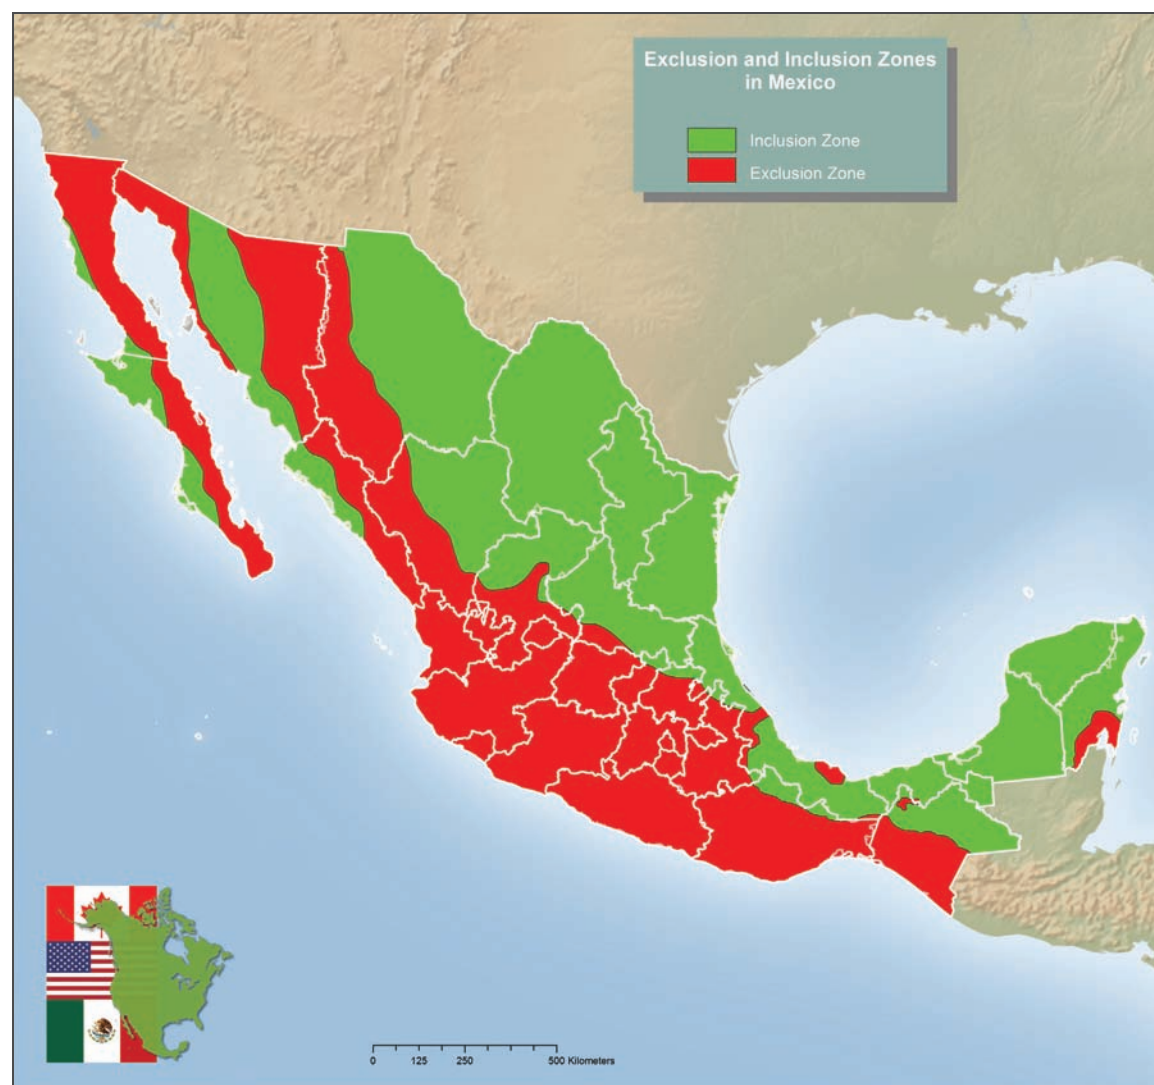 Exclusion and Inclusion Zones
in Mexico
Inclusion Zone
Exclusion Zone
0 125 250 500 Kilometers